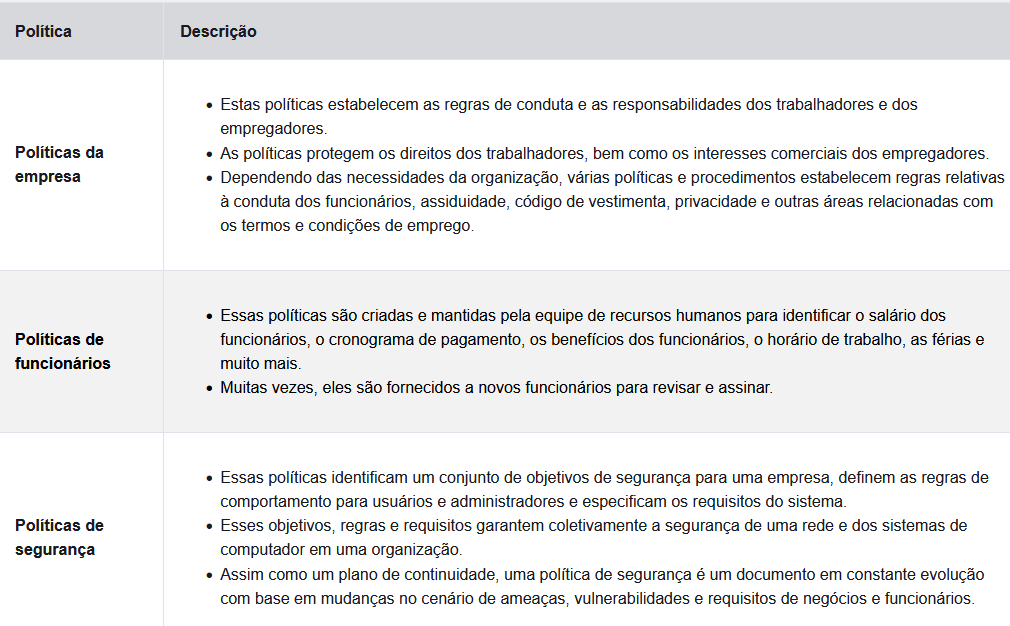 Política
Descrição
Políticas da
empresa
• Estas políticas estabelecem as regras de conduta e as responsabilidades dos trabalhadores e dos
empregadores.
• As políticas protegem os direitos dos trabalhadores, bem como os interesses comerciais dos empregadores.
• Dependendo das necessidades da organização, várias políticas e procedimentos estabelecem regras relativas
à conduta dos funcionários, assiduidade, código de vestimenta, privacidade e outras áreas relacionadas com
os termos e condições de emprego.
Políticas de
funcionários
• Essas políticas são criadas e mantidas pela equipe de recursos humanos para identificar o salário dos
funcionários, o cronograma de pagamento, os benefícios dos funcionários, o horário de trabalho, as férias e
muito mais.
• Muitas vezes, eles são fornecidos a novos funcionários para revisar e assinar.
Políticas de
segurança
• Essas políticas identificam um conjunto de objetivos de segurança para uma empresa, definem as regras de
comportamento para usuários e administradores e especificam os requisitos do sistema.
• Esses objetivos, regras e requisitos garantem coletivamente a segurança de uma rede e dos sistemas de
computador em uma organização.
• Assim como um plano de continuidade, uma política de segurança é um documento em constante evolução
com base em mudanças no cenário de ameaças, vulnerabilidades e requisitos de negócios e funcionários.